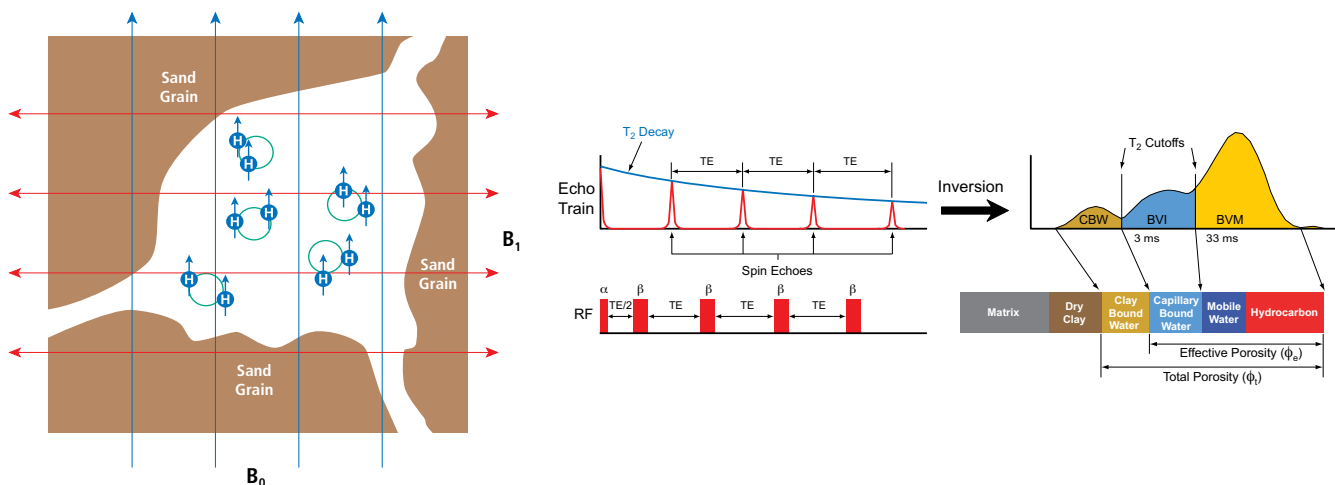 Sand
Grain
H
H
H
H
H
H
H
H
H
H
Sand
Grain
Sand
Grain
B₁
B₀
T₂ Decay
TE
TE
TE
Echo
Train
Spin Echoes
α
β
β
β
β
TE/2
TE
TE
TE
RF
Inversion
T₂ Cutoffs
CBW
BVI
BVM
3 ms
33 ms
Matrix
Dry
Clay
Clay
Bound
Water
Capillary
Bound
Water
Mobile
Water
Hydrocarbon
Effective Porosity (ϕₑ)
Total Porosity (ϕₜ)